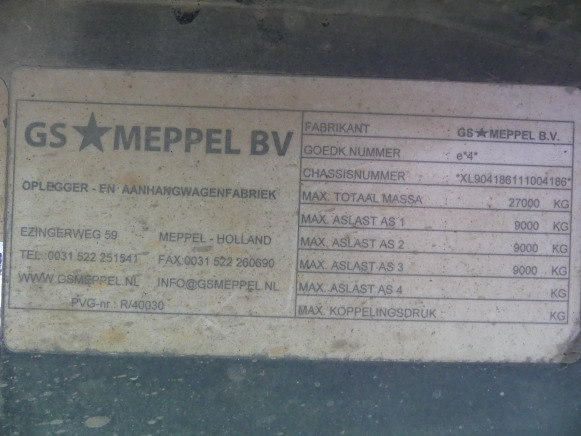 GS★MEPPEL BV
OPLEGGER - EN AANHANGWAGENFABRIEK
EZINGERWEG 59 MEPPEL - HOLLAND
TEL. 0031 522 251541 FAX.0031 522 260690
WWW.GSMEPPEL.NL INFO@GSMEPPEL.NL
PVG-nr R/40030
FABRIKANT GS★MEPPEL B.V.
GOEDK.NUMMER e*4*
CHASSISNUMMER *XL904186111004186*
MAX. TOTAAL MASSA 27000 KG
MAX. ASLAST AS 1 9000 KG
MAX. ASLAST AS 2 9000 KG
MAX. ASLAST AS 3 9000 KG
MAX. ASLAST AS 4 KG
MAX. KOPPELINGSDRUK KG